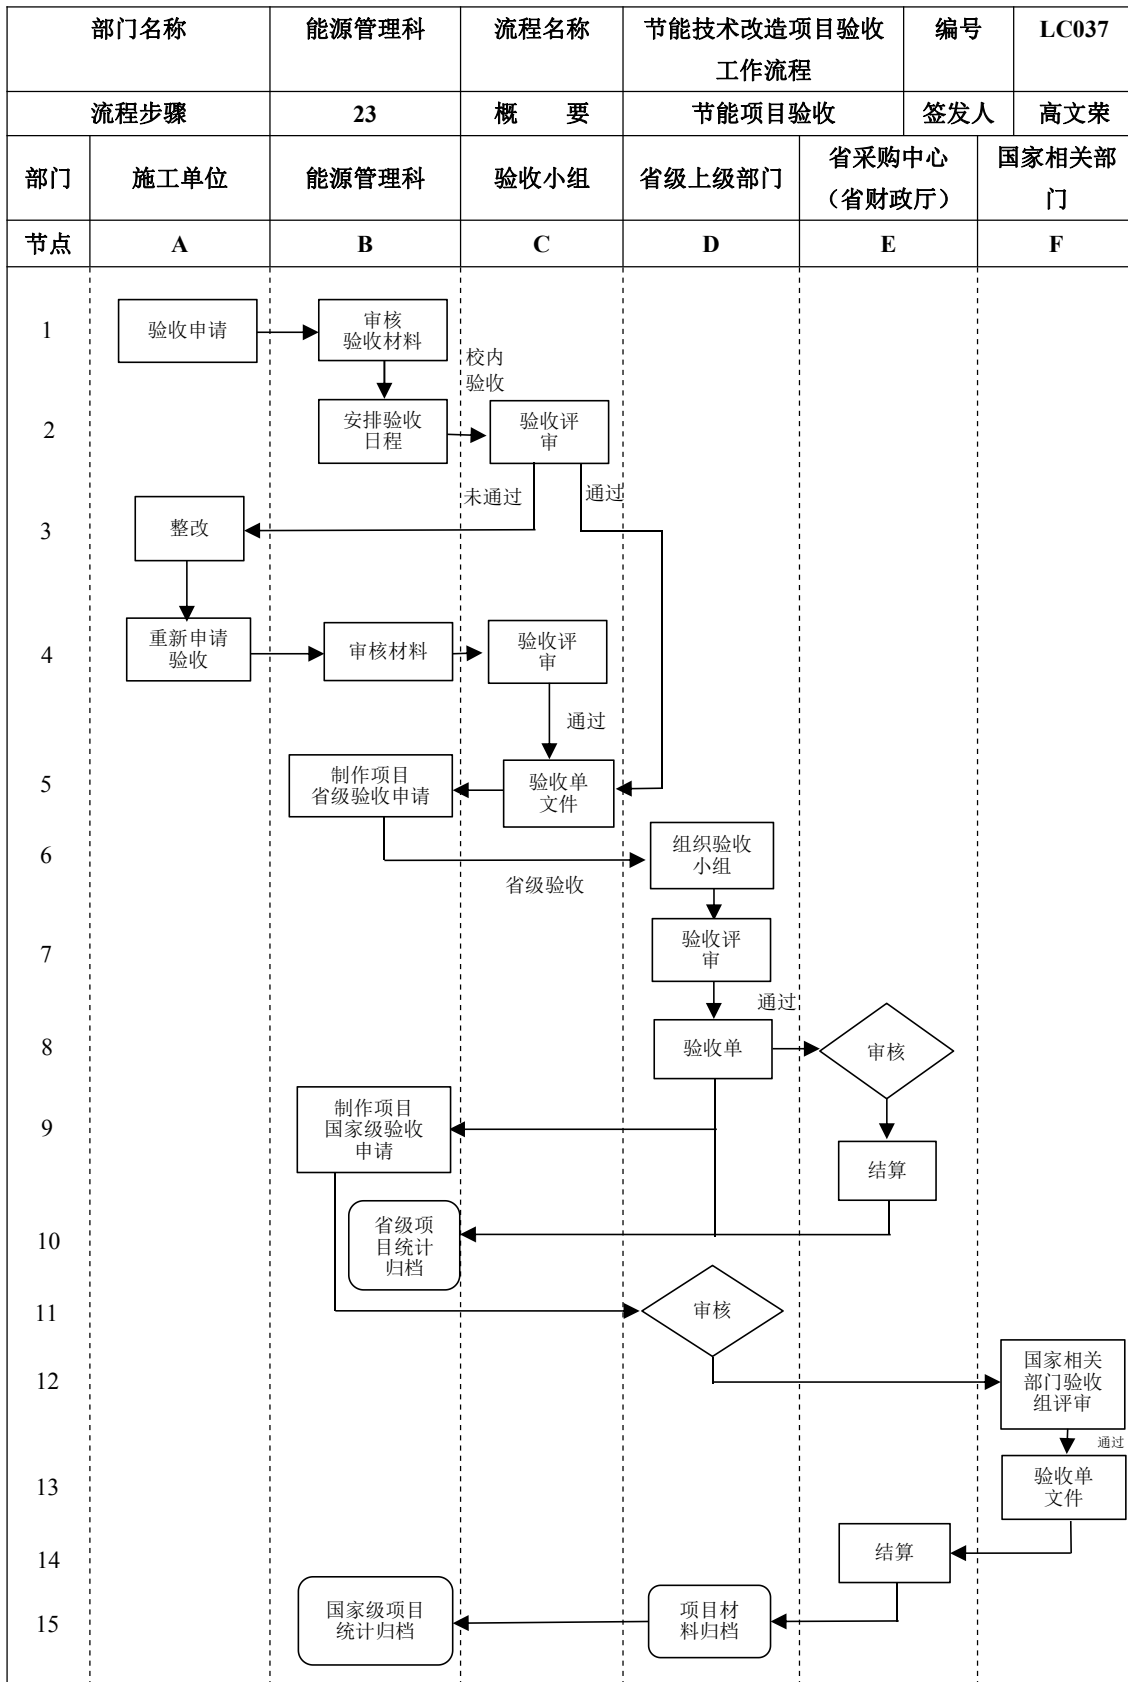 部门名称 能源管理科 流程名称 节能技术改造项目验收 编号 LC037
工作流程
流程步骤 23 概 要 节能项目验收 签发人 高文荣
部门 施工单位 能源管理科 验收小组 省级上级部门 省采购中心 国家相关部
(省财政厅) 门
节点 A B C D E F
1 验收申请 审核
验收材料
校内
验收
2 安排验收
日程
验收评
审
未通过 通过
3 整改
4 重新申请
验收
审核材料
验收评
审
通过
5 制作项目
省级验收申请
验收单
文件
6 组织验收
小组
省级验收
7 验收评
审
通过
8 验收单 审核
9 制作项目
国家级验收
申请
结算
10 省级项
目统计
归档
11 审核
12 国家相关
部门验收
组评审
通过
13 验收单
文件
14 结算
15 国家级项目
统计归档
项目材
料归档